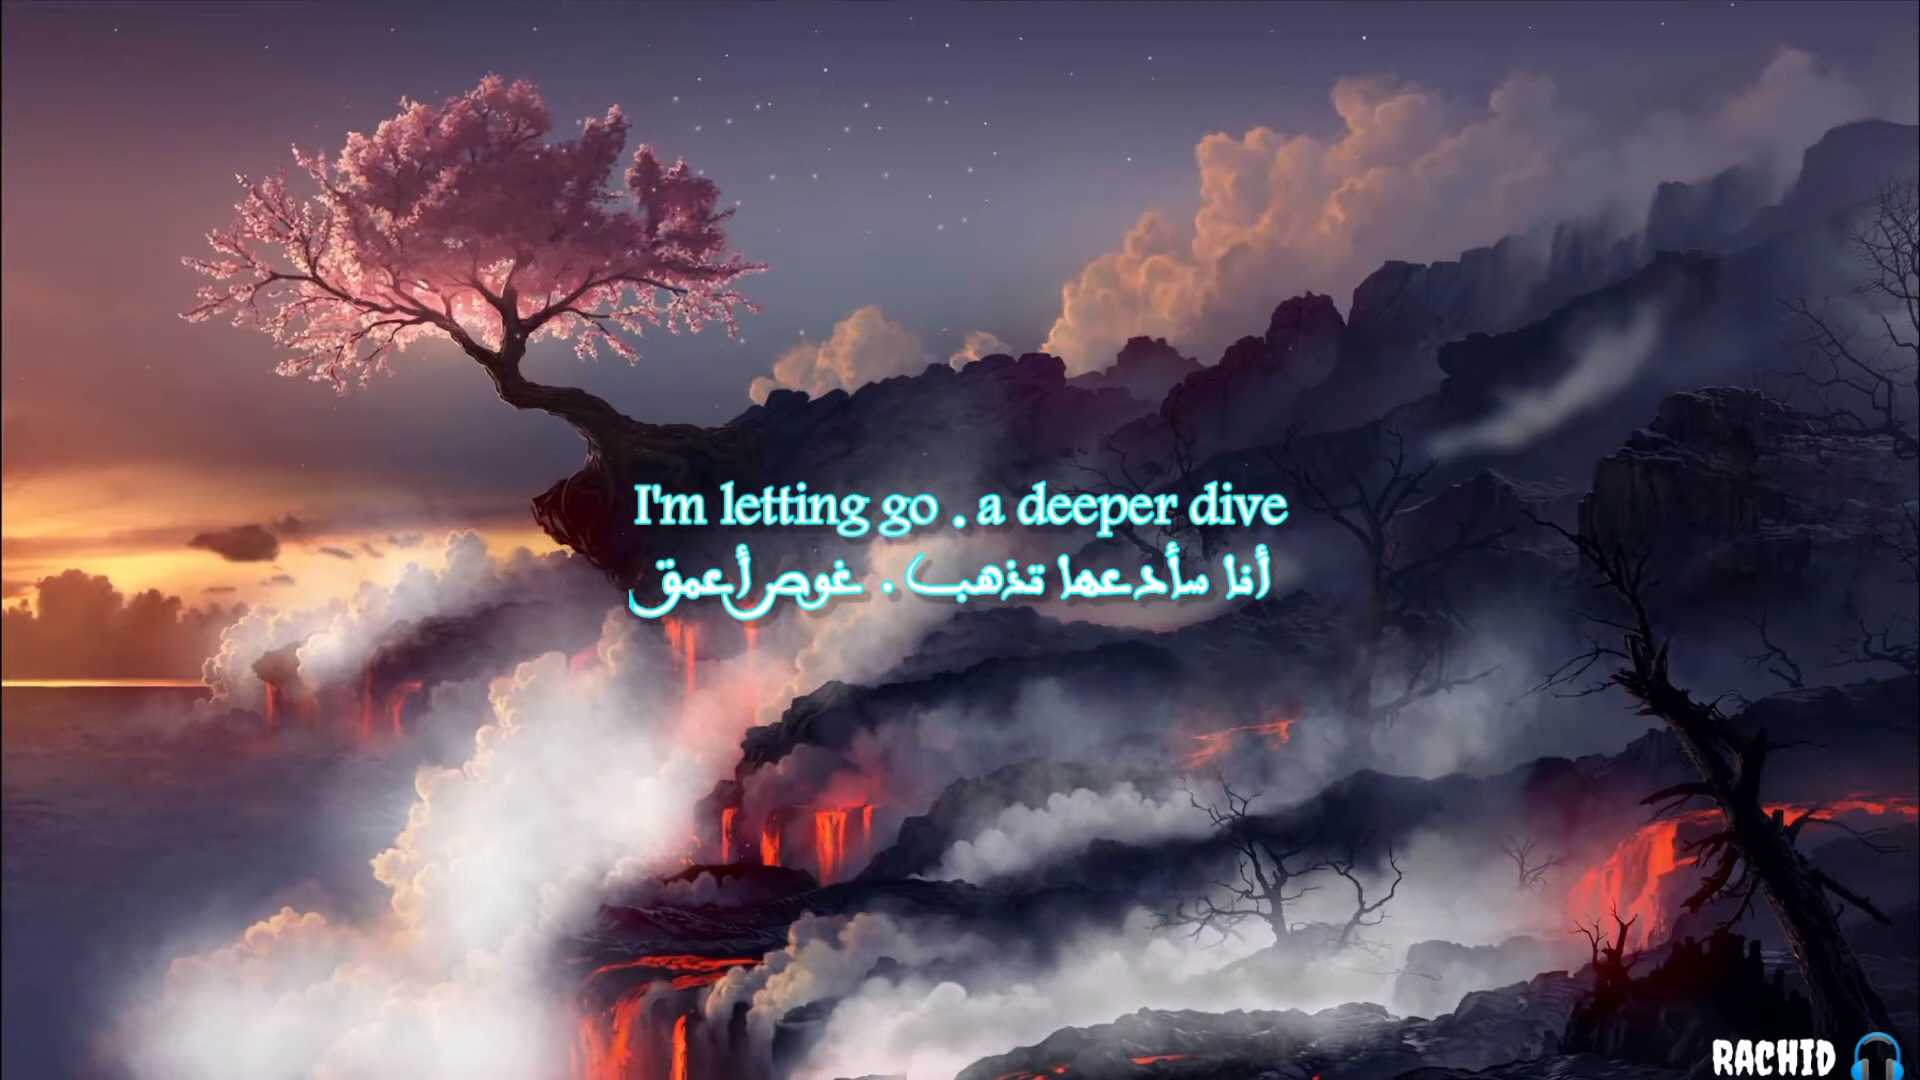 I'm letting go . a deeper dive
أنا سأدعها تذهب . غوص أعمق
RACHID